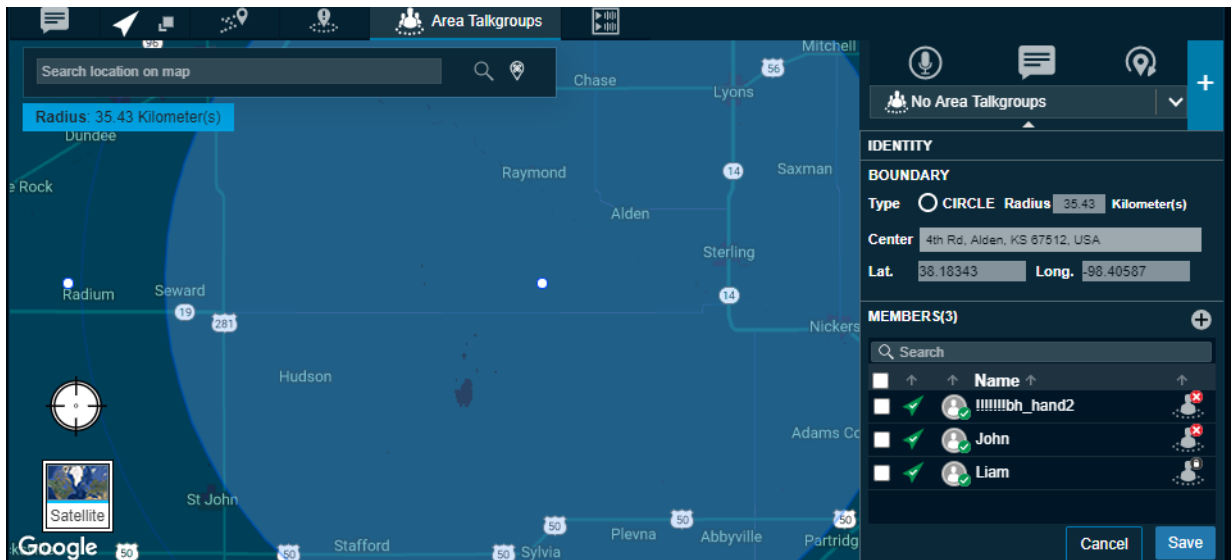 Area Talkgroups
96
Search location on map
Radius: 35.43 Kilometer(s)
Dundee
Rock
Chase
56
Mitchell
Lyons
Raymond
14
Saxman
Alden
Sterling
Radium
Seward
19
281
14
Nickers
Hudson
Adams Co
St John
Satellite
Google
50
50
Stafford
50
Sylvia
50
Plevna
50
Abbyville
50
Partridg
No Area Talkgroups
+
IDENTITY
BOUNDARY
Type CIRCLE Radius 35.43 Kilometer(s)
Center 4th Rd, Alden, KS 67512, USA
Lat. 38.18343 Long. -98.40587
MEMBERS(3)
Search
Name
!!!!!!!bh_hand2
John
Liam
Cancel Save